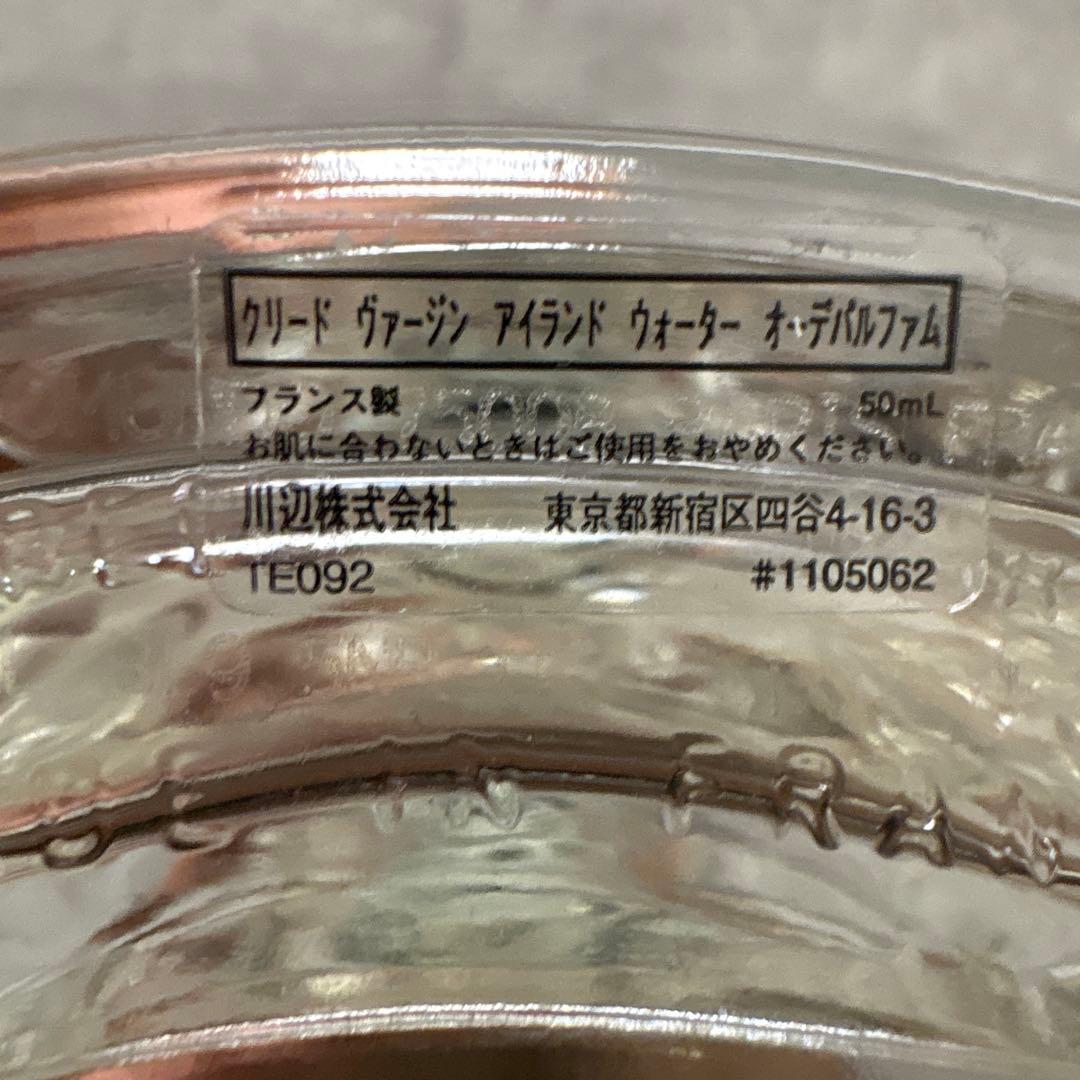 クリード ヴァージン アイランド ウォーター オーデパルファム
フランス製 50mL
お肌に合わないときはご使用をおやめください。
川辺株式会社 東京都新宿区四谷4-16-3
TE092 #1105062
IN FRA